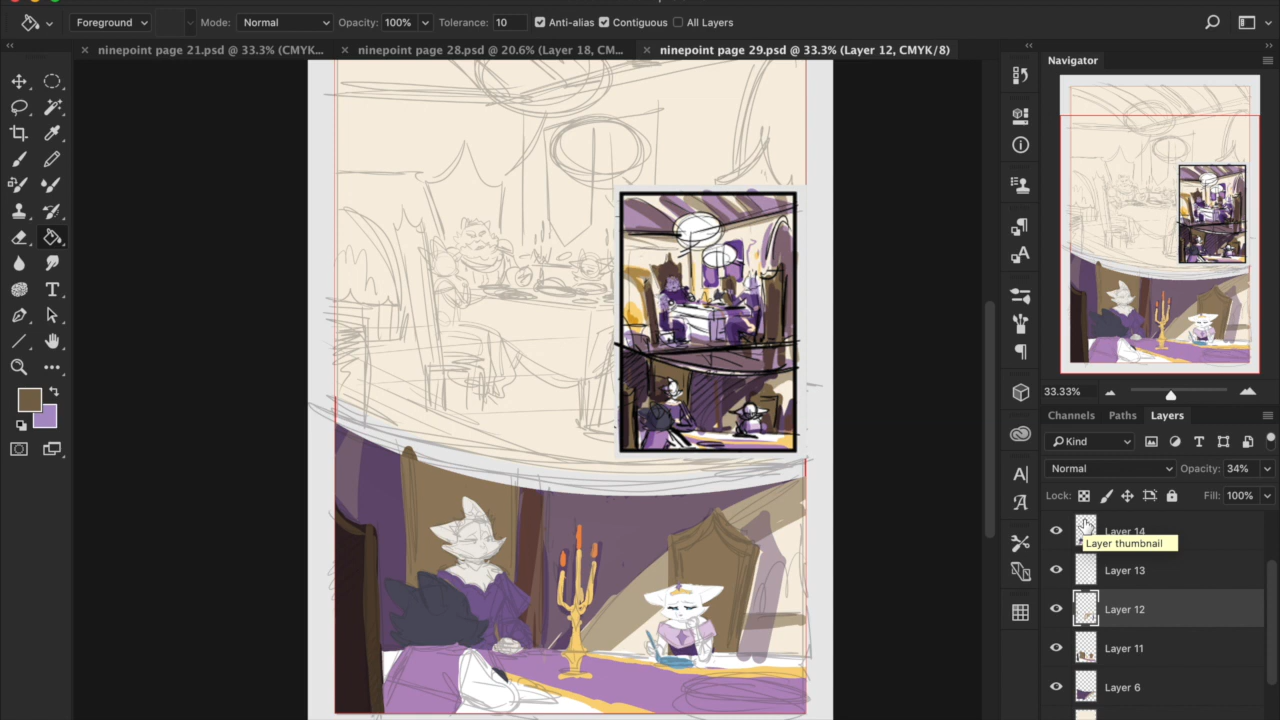 Foreground Mode: Normal Opacity: 100% Tolerance: 10 Anti-alias Contiguous All Layers
ninepoint page 21.psd @ 33.3% (CMYK... ninepoint page 28.psd @ 20.6% (Layer 18, CM... ninepoint page 29.psd @ 33.3% (Layer 12, CMYK/8)
Navigator
33.33%
Channels Paths Layers
Kind
Normal Opacity: 34%
Lock: Fill: 100%
Layer 14
Layer thumbnail
Layer 13
Layer 12
Layer 11
Layer 6